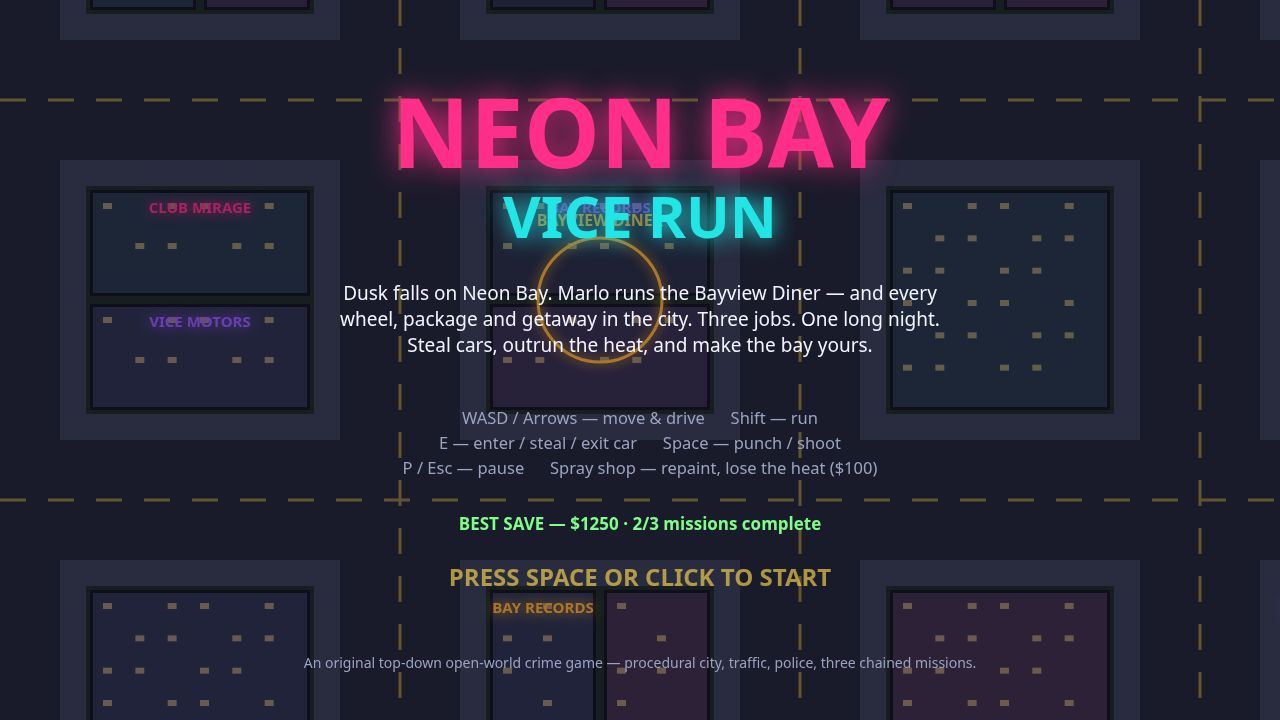 NEON BAY
CLUB MIRAGE
BAY RECORDS
VICE RUN
BAYVIEW DINE
Dusk falls on Neon Bay. Marlo runs the Bayview Diner — and every
wheel, package and getaway in the city. Three jobs. One long night.
VICE MOTORS
Steal cars, outrun the heat, and make the bay yours.
WASD / Arrows — move & drive Shift — run
E — enter / steal / exit car Space — punch / shoot
P / Esc — pause Spray shop — repaint, lose the heat ($100)
BEST SAVE — $1250 · 2/3 missions complete
PRESS SPACE OR CLICK TO START
BAY RECORDS
An original top-down open-world crime game — procedural city, traffic, police, three chained missions.